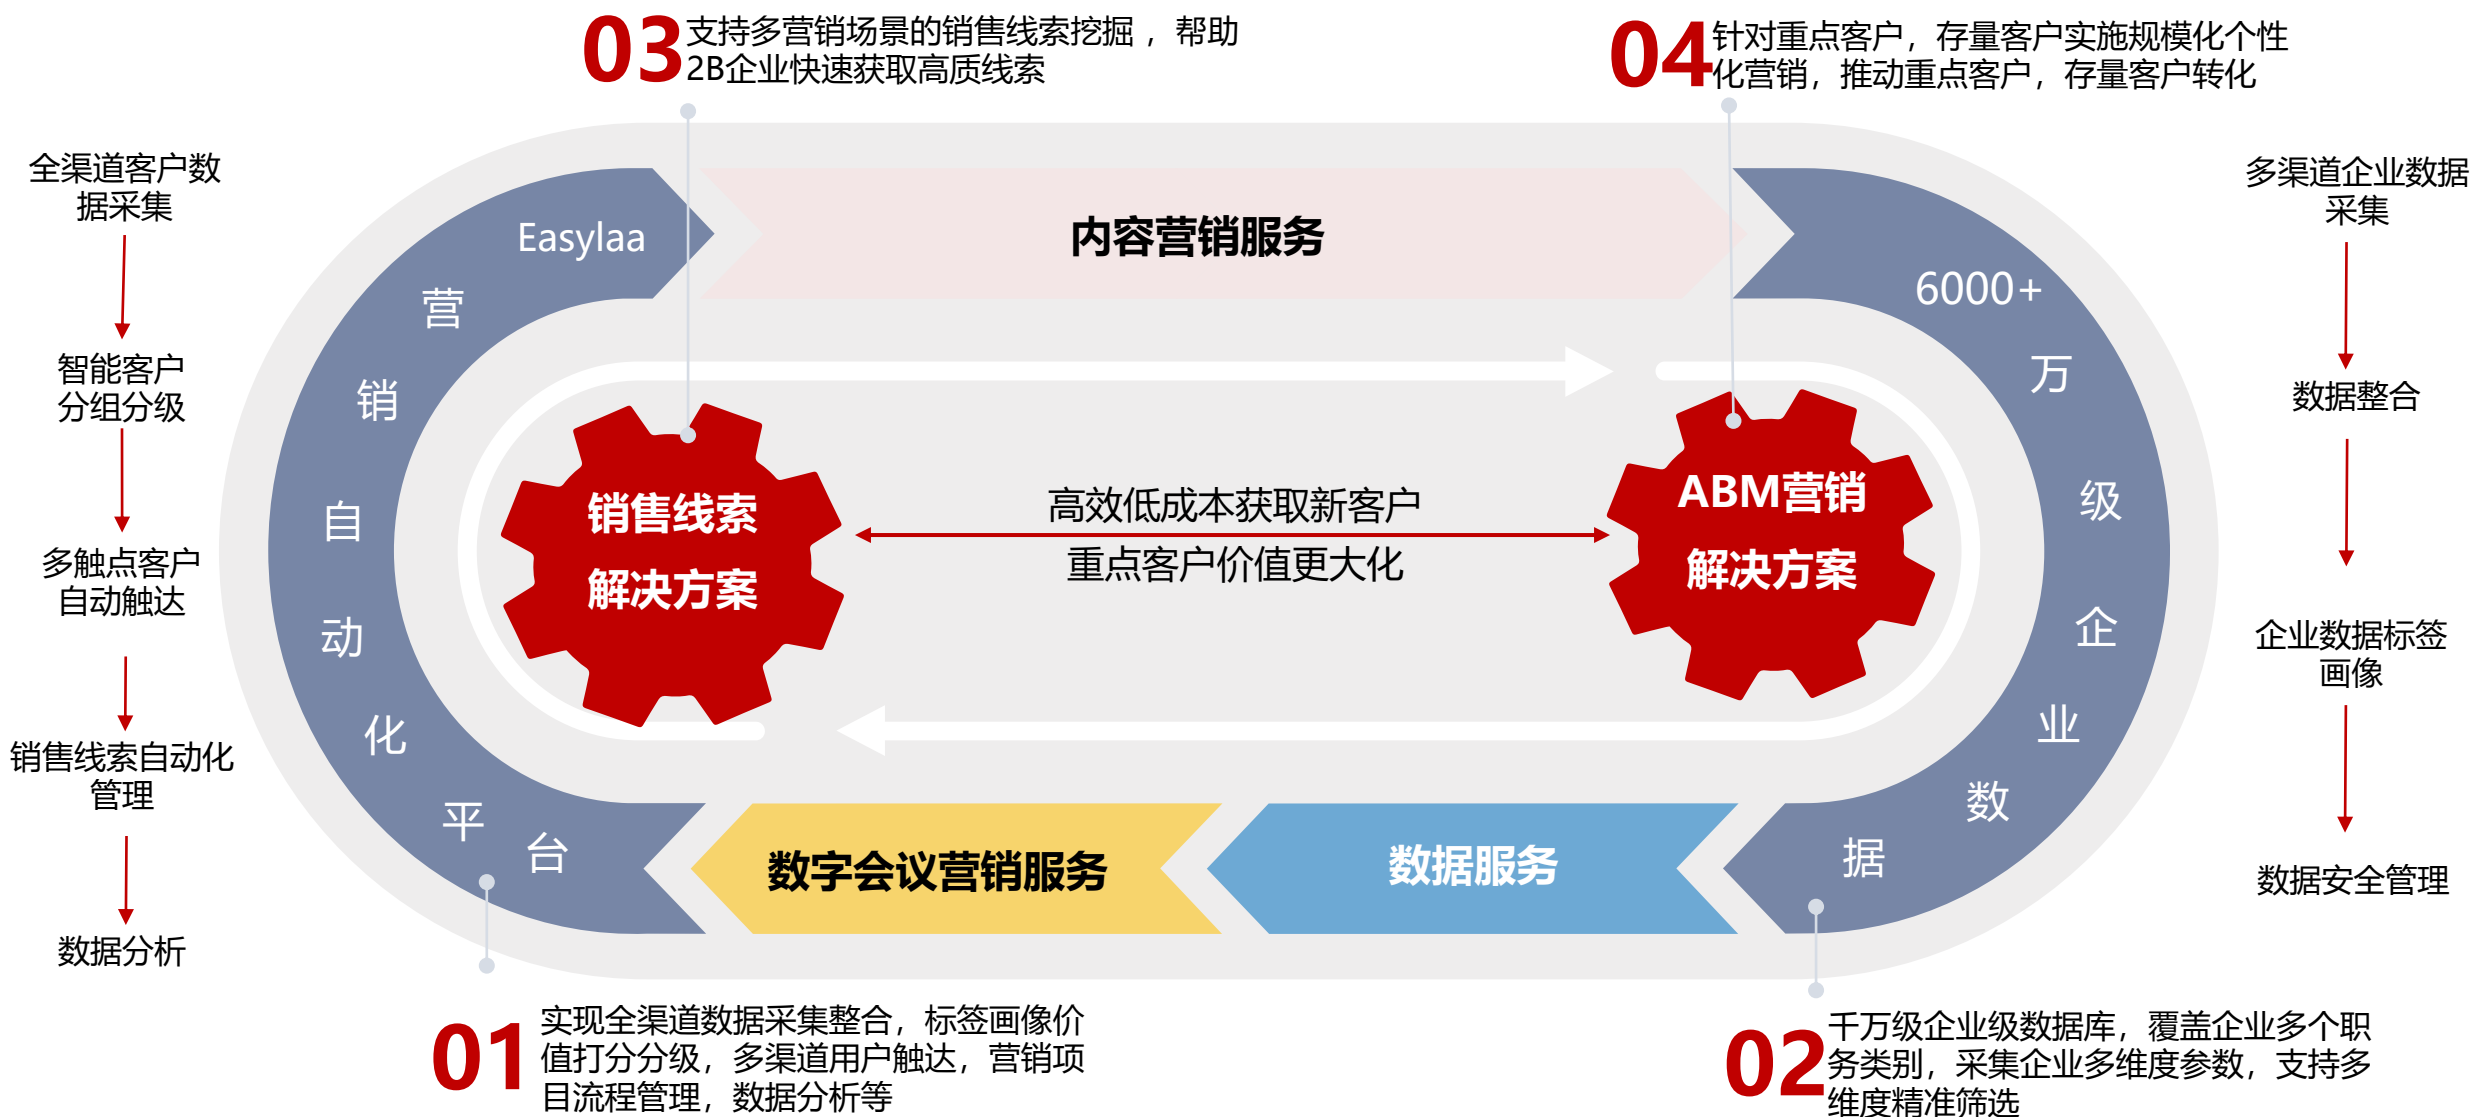 03
支持多营销场景的销售线索挖掘，帮助
2B企业快速获取高质线索
04
针对重点客户，存量客户实施规模化个性
化营销，推动重点客户，存量客户转化
全渠道客户数
据采集
智能客户
分组分级
多触点客户
自动触达
销售线索自动化
管理
数据分析
Easylaa
营
销
自
动
化
平
台
内容营销服务
销售线索
解决方案
高效低成本获取新客户
重点客户价值更大化
ABM营销
解决方案
数字会议营销服务
数据服务
6000+
万
级
企
业
数
据
多渠道企业数据
采集
数据整合
企业数据标签
画像
数据安全管理
01
实现全渠道数据采集整合，标签画像价
值打分分级，多渠道用户触达，营销项
目流程管理，数据分析等
02
千万级企业级数据库，覆盖企业多个职
务类别，采集企业多维度参数，支持多
维度精准筛选